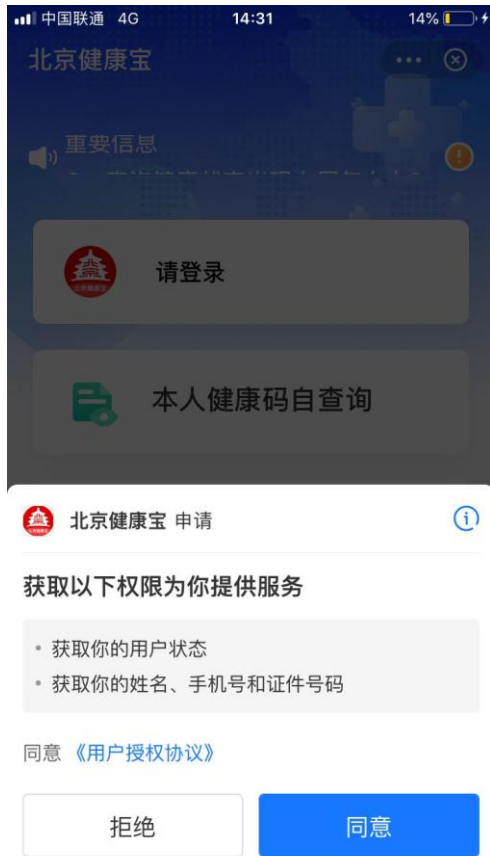 中国联通 4G 14:31 14%
北京健康宝
重要信息
请登录
本人健康码自查询
北京健康宝 申请
获取以下权限为你提供服务
• 获取你的用户状态
• 获取你的姓名、手机号和证件号码
同意《用户授权协议》
拒绝 同意